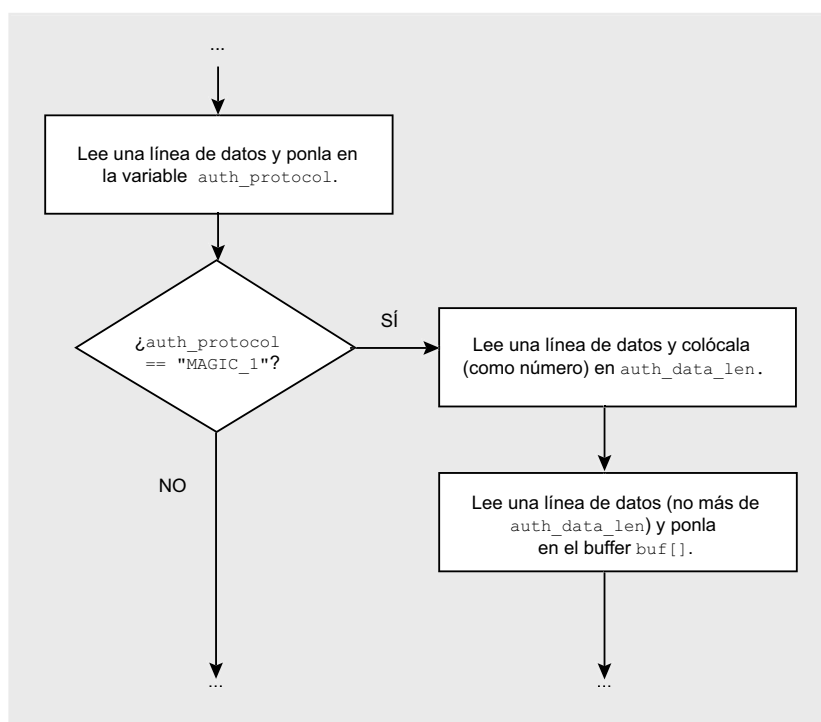 ...
Lee una línea de datos y ponla en
la variable auth_protocol.
¿auth_protocol
== "MAGIC_1"?
SÍ
Lee una línea de datos y colócala
(como número) en auth_data_len.
NO
Lee una línea de datos (no más de
auth_data_len) y ponla
en el buffer buf[].
...
...